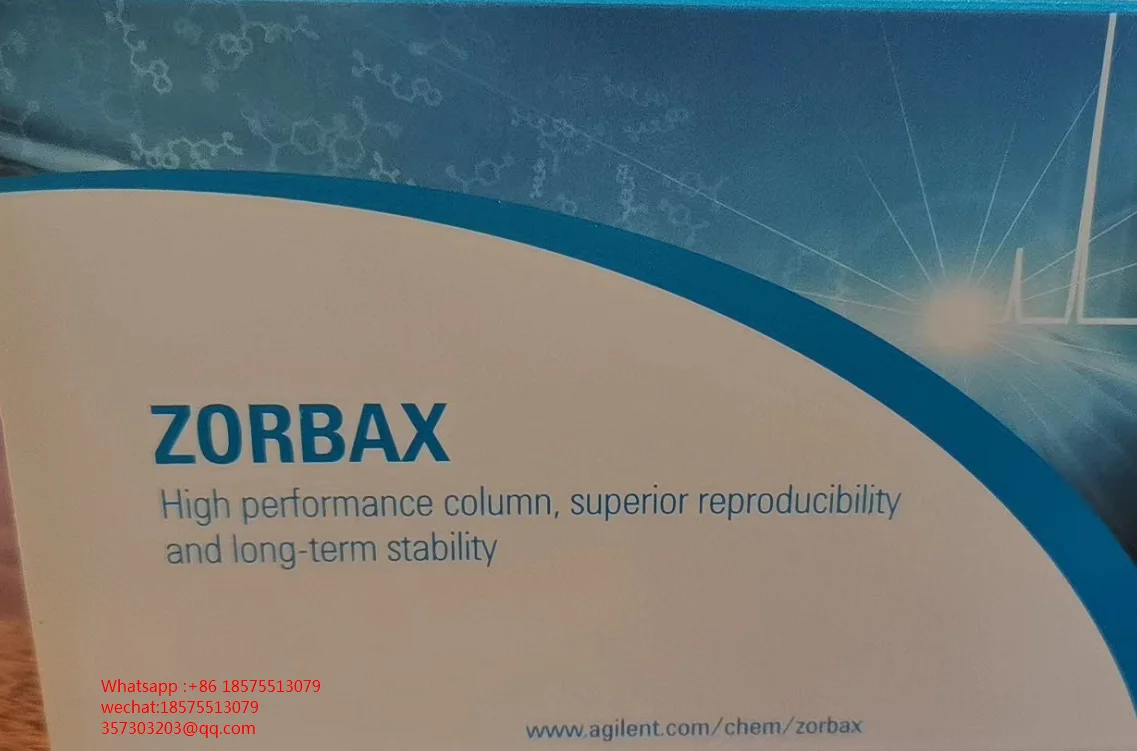 ZORBAX
High performance column, superior reproducibility
and long-term stability
Whatsapp :+86 18575513079
wechat:18575513079
357303203@qq.com
www.agilent.com/chem/zorbax